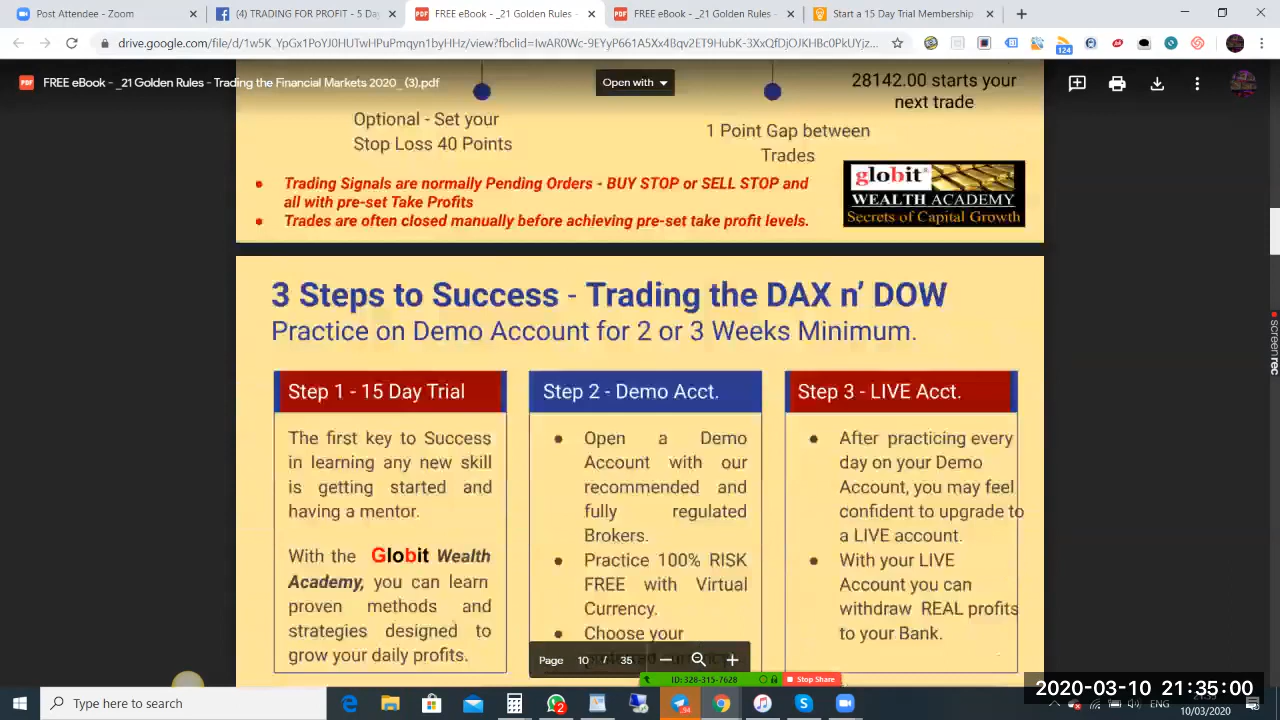 Post Attendee - Zoom
(4) TRADING FOR PROFIT - 5 Day
FREE eBook - _21 Golden Rules -
FREE eBook - _21 Golden Rules -
Start a 15 Day Trial Membership
124
FREE eBook - _21 Golden Rules - Trading the Financial Markets 2020_ (3).pdf
Open with
28142.00 starts your
next trade
Optional - Set your
Stop Loss 40 Points
1 Point Gap between
Trades
Trading Signals are normally Pending Orders - BUY STOP or SELL STOP and
all with pre-set Take Profits
Trades are often closed manually before achieving pre-set take profit levels.
globit
WEALTH ACADEMY
Secrets of Capital Growth
3 Steps to Success - Trading the DAX n' DOW
Practice on Demo Account for 2 or 3 Weeks Minimum.
Step 1 - 15 Day Trial
The first key to Success
in learning any new skill
is getting started and
having a mentor.
With the Globit Wealth
Academy, you can learn
proven methods and
strategies designed to
grow your daily profits.
Step 2 - Demo Acct.
Open a Demo
Account with our
recommended and
fully regulated
Brokers.
Practice 100% RISK
FREE with Virtual
Currency.
Choose your
Step 3 - LIVE Acct.
After practicing every
day on your Demo
Account, you may feel
confident to upgrade to
a LIVE account.
With your LIVE
Account you can
withdraw REAL profits
to your Bank.
screenrec
Page 10 / 35
ID: 328-315-7628
Stop Share
Type here to search
2
ENG
2020-03-10 21:35:00
10/03/2020